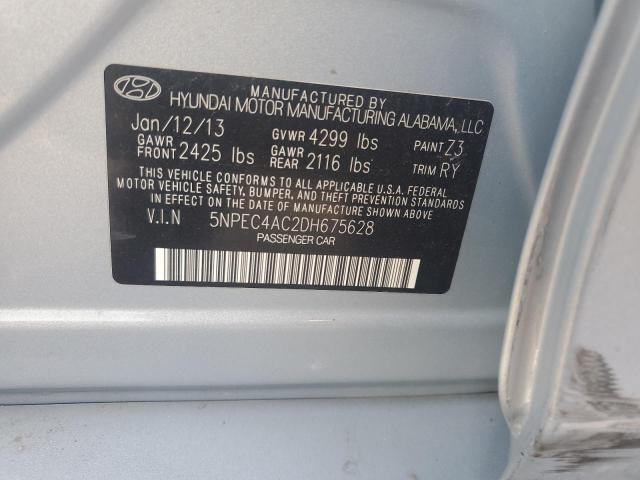 MANUFACTURED BY
HYUNDAI MOTOR MANUFACTURING ALABAMA, LLC
Jan/12/13 GVWR 4299 lbs PAINT Z3
GAWR FRONT 2425 lbs GAWR REAR 2116 lbs TRIM RY
THIS VEHICLE CONFORMS TO ALL APPLICABLE U.S.A. FEDERAL
MOTOR VEHICLE SAFETY, BUMPER, AND THEFT PREVENTION STANDARDS
IN EFFECT ON THE DATE OF MANUFACTURE SHOWN ABOVE.
V.I.N 5NPEC4AC2DH675628
PASSENGER CAR